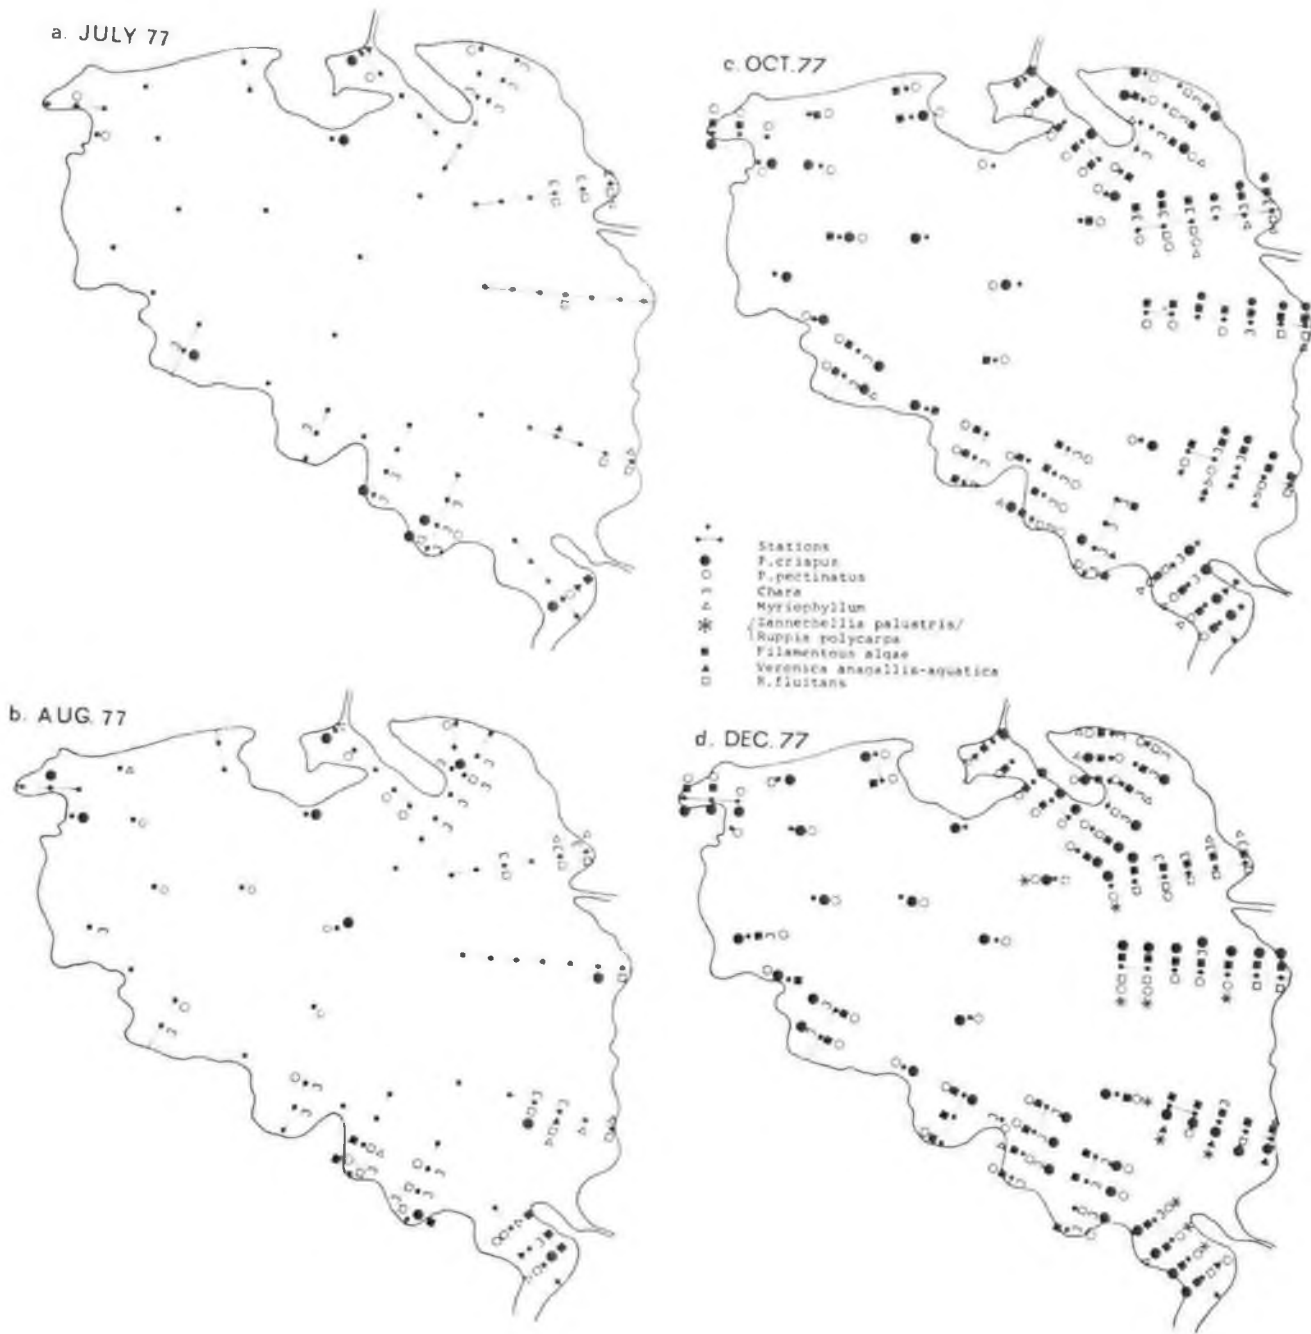 a. JULY 77
c. OCT. 77
Stations
P.crispus
P.pectinatus
Chara
Myriophyllum
Zannechellia palustris/
Ruppia polycarpa
Filamentous algae
Veronica anagallis-aquatica
R.fluitans
b. AUG. 77
d. DEC. 77